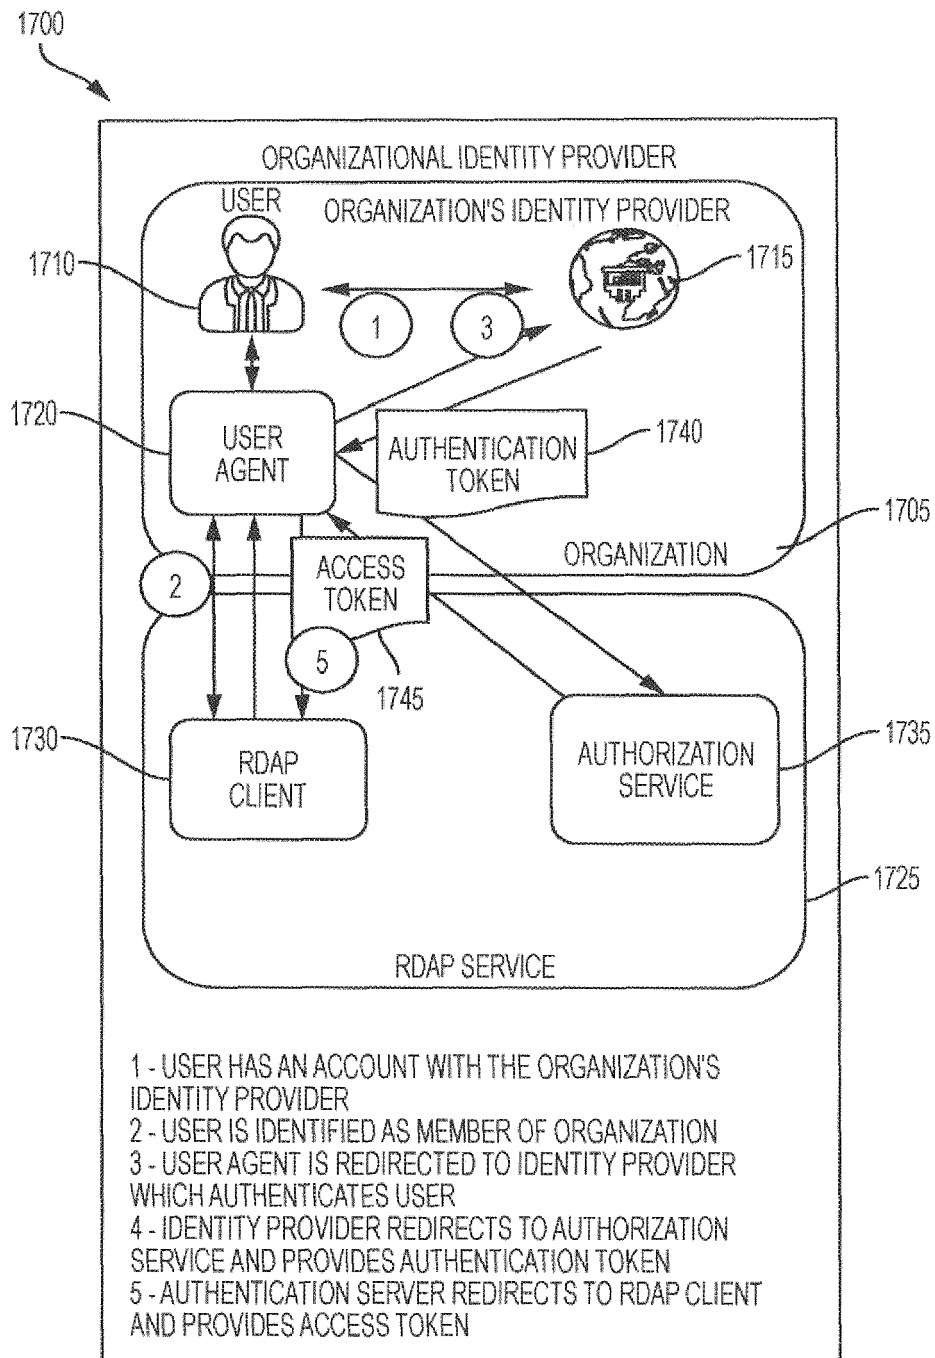 1700
ORGANIZATIONAL IDENTITY PROVIDER
USER
ORGANIZATION'S IDENTITY PROVIDER
1710
1715
1
3
1720
USER
AGENT
AUTHENTICATION
TOKEN
1740
1705
ORGANIZATION
2
ACCESS
TOKEN
5
1745
1730
RDAP
CLIENT
AUTHORIZATION
SERVICE
1735
1725
RDAP SERVICE
1 - USER HAS AN ACCOUNT WITH THE ORGANIZATION'S
IDENTITY PROVIDER
2 - USER IS IDENTIFIED AS MEMBER OF ORGANIZATION
3 - USER AGENT IS REDIRECTED TO IDENTITY PROVIDER
WHICH AUTHENTICATES USER
4 - IDENTITY PROVIDER REDIRECTS TO AUTHORIZATION
SERVICE AND PROVIDES AUTHENTICATION TOKEN
5 - AUTHENTICATION SERVER REDIRECTS TO RDAP CLIENT
AND PROVIDES ACCESS TOKEN